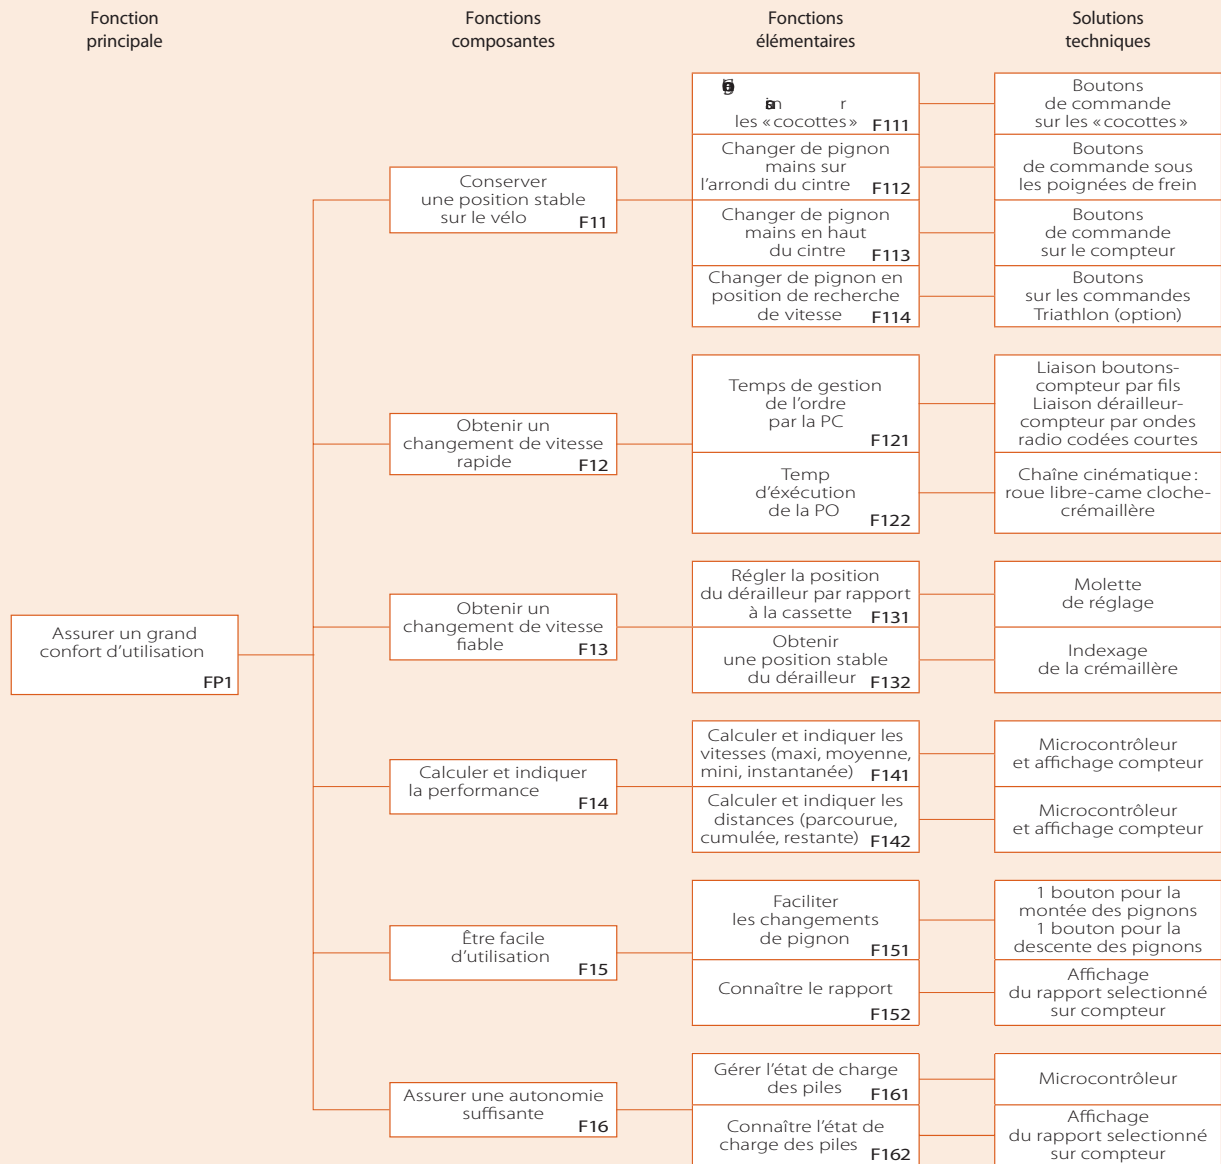 Fonction
principale
Fonctions
composantes
Fonctions
élémentaires
Solutions
techniques
Assurer un grand
confort d'utilisation
FP1
Conserver
une position stable
sur le vélo F11
les «cocottes» F111
Boutons
de commande
sur les «cocottes»
Changer de pignon
mains sur
l'arrondi du cintre F112
Boutons
de commande sous
les poignées de frein
Changer de pignon
mains en haut
du cintre F113
Boutons
de commande
sur le compteur
Changer de pignon en
position de recherche
de vitesse F114
Boutons
sur les commandes
Triathlon (option)
Obtenir un
changement de vitesse
rapide F12
Temps de gestion
de l'ordre
par la PC
F121
Liaison boutons-
compteur par fils
Liaison dérailleur-
compteur par ondes
radio codées courtes
Temp
d'éxécution
de la PO
F122
Chaîne cinématique :
roue libre-came cloche-
crémaillère
Obtenir un
changement de vitesse
fiable F13
Régler la position
du dérailleur par rapport
à la cassette F131
Molette
de réglage
Obtenir
une position stable
du dérailleur F132
Indexage
de la crémaillère
Calculer et indiquer
la performance F14
Calculer et indiquer les
vitesses (maxi, moyenne,
mini, instantanée) F141
Microcontrôleur
et affichage compteur
Calculer et indiquer les
distances (parcourue,
cumulée, restante) F142
Microcontrôleur
et affichage compteur
Être facile
d'utilisation
F15
Faciliter
les changements
de pignon F151
1 bouton pour la
montée des pignons
1 bouton pour la
descente des pignons
Connaître le rapport
F152
Affichage
du rapport selectionné
sur compteur
Assurer une autonomie
suffisante F16
Gérer l'état de charge
des piles F161
Microcontrôleur
Connaître l'état de
charge des piles F162
Affichage
du rapport selectionné
sur compteur